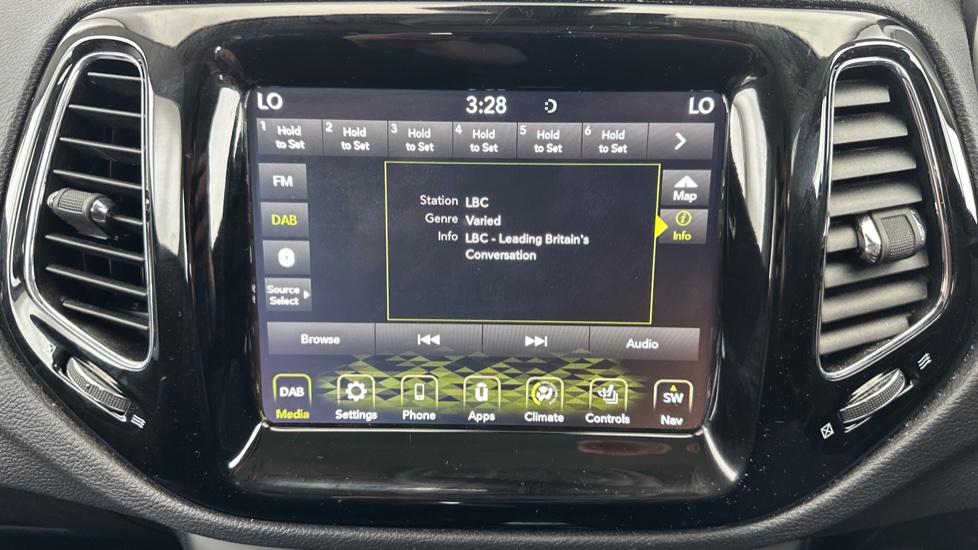 LO 3:28 LO
1 Hold to Set 2 Hold to Set 3 Hold to Set 4 Hold to Set 5 Hold to Set 6 Hold to Set
FM
DAB
Source Select
Station LBC
Genre Varied
Info LBC - Leading Britain's
Conversation
Map
Info
Browse Audio
DAB SW
Media Settings Phone Apps Climate Controls Nav